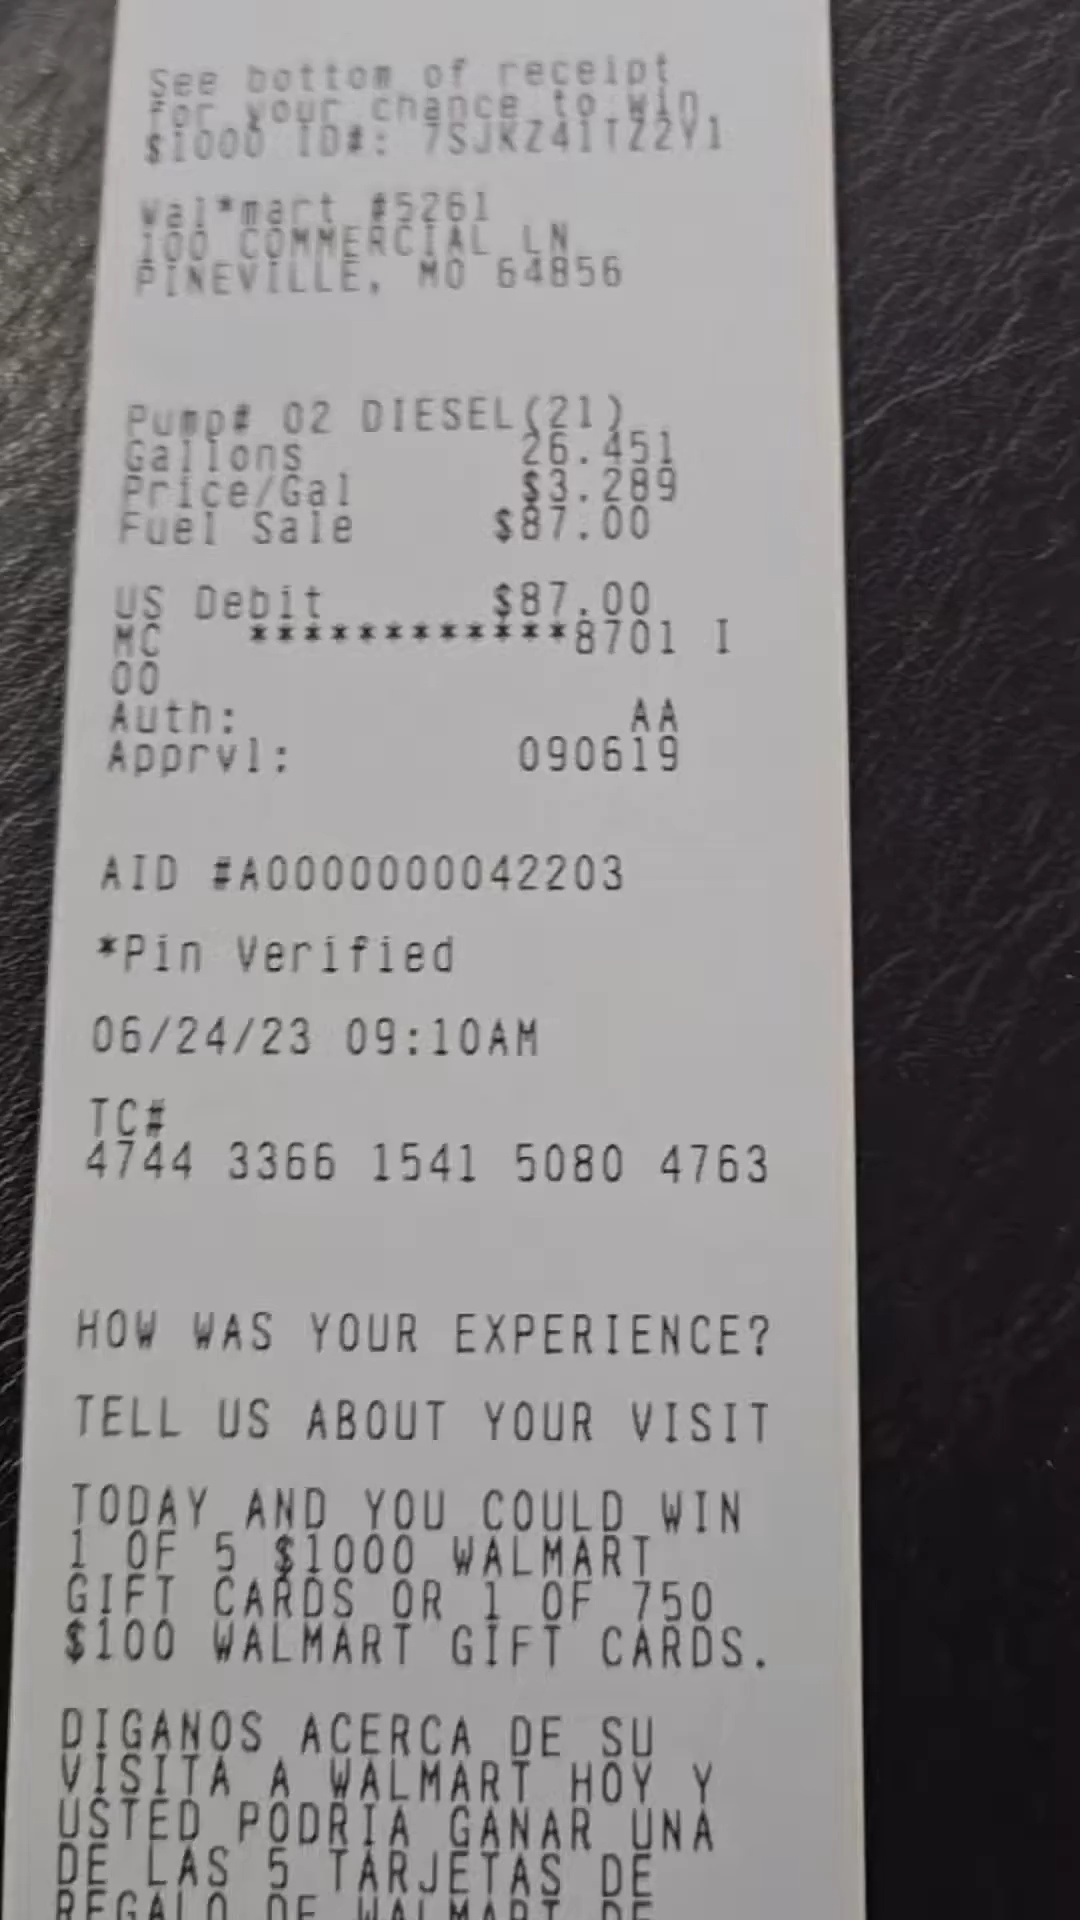 See bottom of receipt
For your chance to win
$1000 ID#: 7SJKZ41TZ2Y1
Wal*mart #5261
100 COMMERCIAL LN
PINEVILLE, MO 64856
Pump# 02 DIESEL(21)
Gallons 26.451
Price/Gal $3.289
Fuel Sale $87.00
US Debit $87.00
MC ************8701 I
00
Auth: AA
Apprvl: 090619
AID #A0000000042203
*Pin Verified
06/24/23 09:10AM
TC#
4744 3366 1541 5080 4763
HOW WAS YOUR EXPERIENCE?
TELL US ABOUT YOUR VISIT
TODAY AND YOU COULD WIN
1 OF 5 $1000 WALMART
GIFT CARDS OR 1 OF 750
$100 WALMART GIFT CARDS.
DIGANOS ACERCA DE SU
VISITA A WALMART HOY Y
USTED PODRIA GANAR UNA
DE LAS 5 TARJETAS DE
REGALO DE WALMART DE